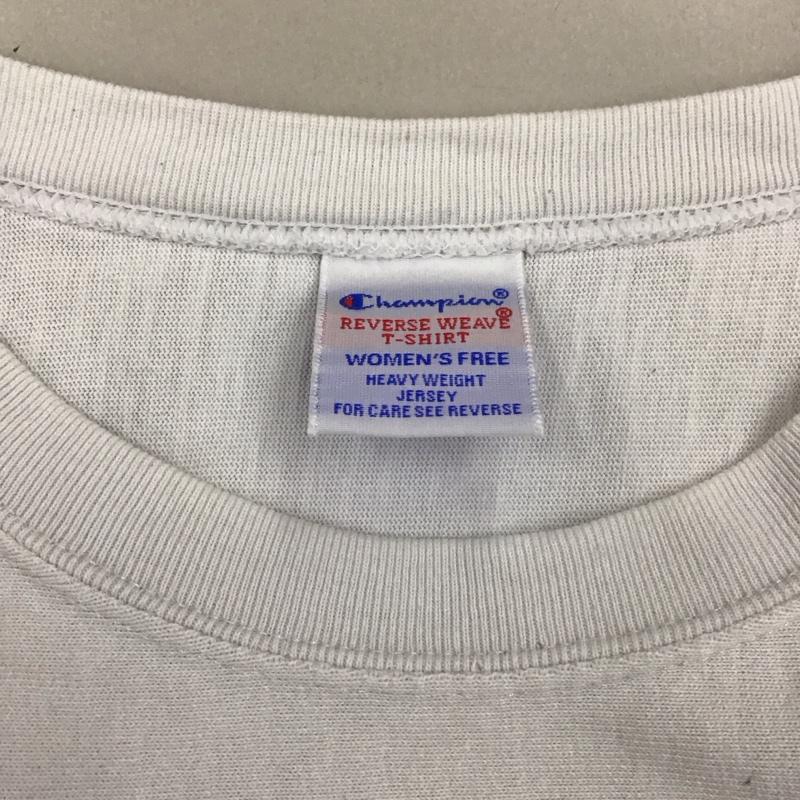 Champion®
REVERSE WEAVE®
T-SHIRT
WOMEN'S FREE
HEAVY WEIGHT
JERSEY
FOR CARE SEE REVERSE